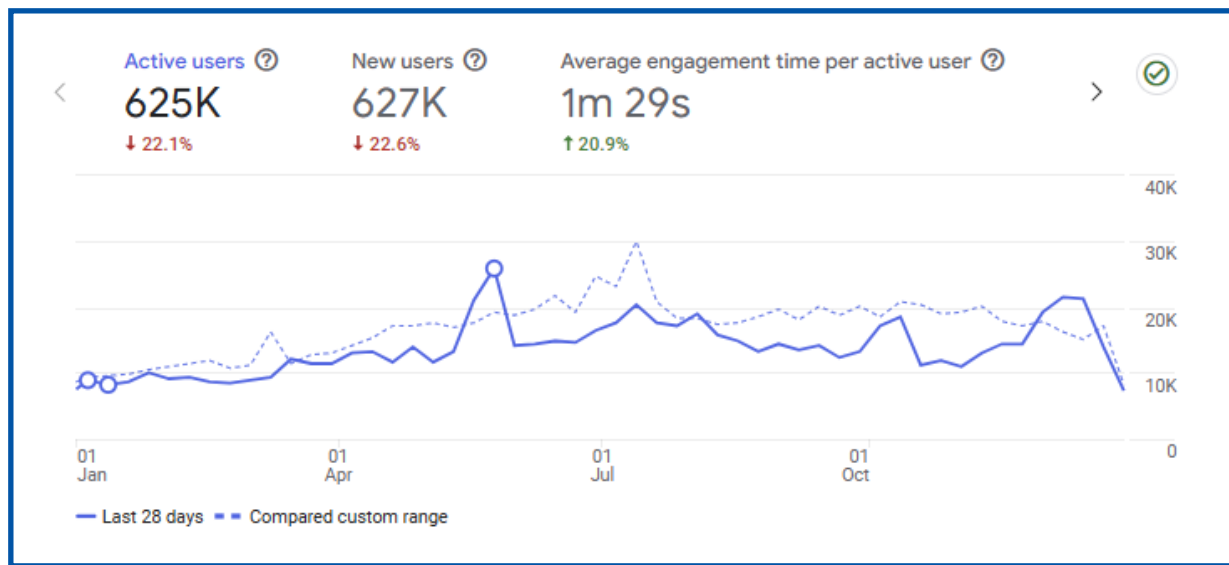 Active users New users Average engagement time per active user
625K 627K 1m 29s
↓ 22.1% ↓ 22.6% ↑ 20.9%
40K
30K
20K
10K
0
01 01 01 01
Jan Apr Jul Oct
Last 28 days Compared custom range